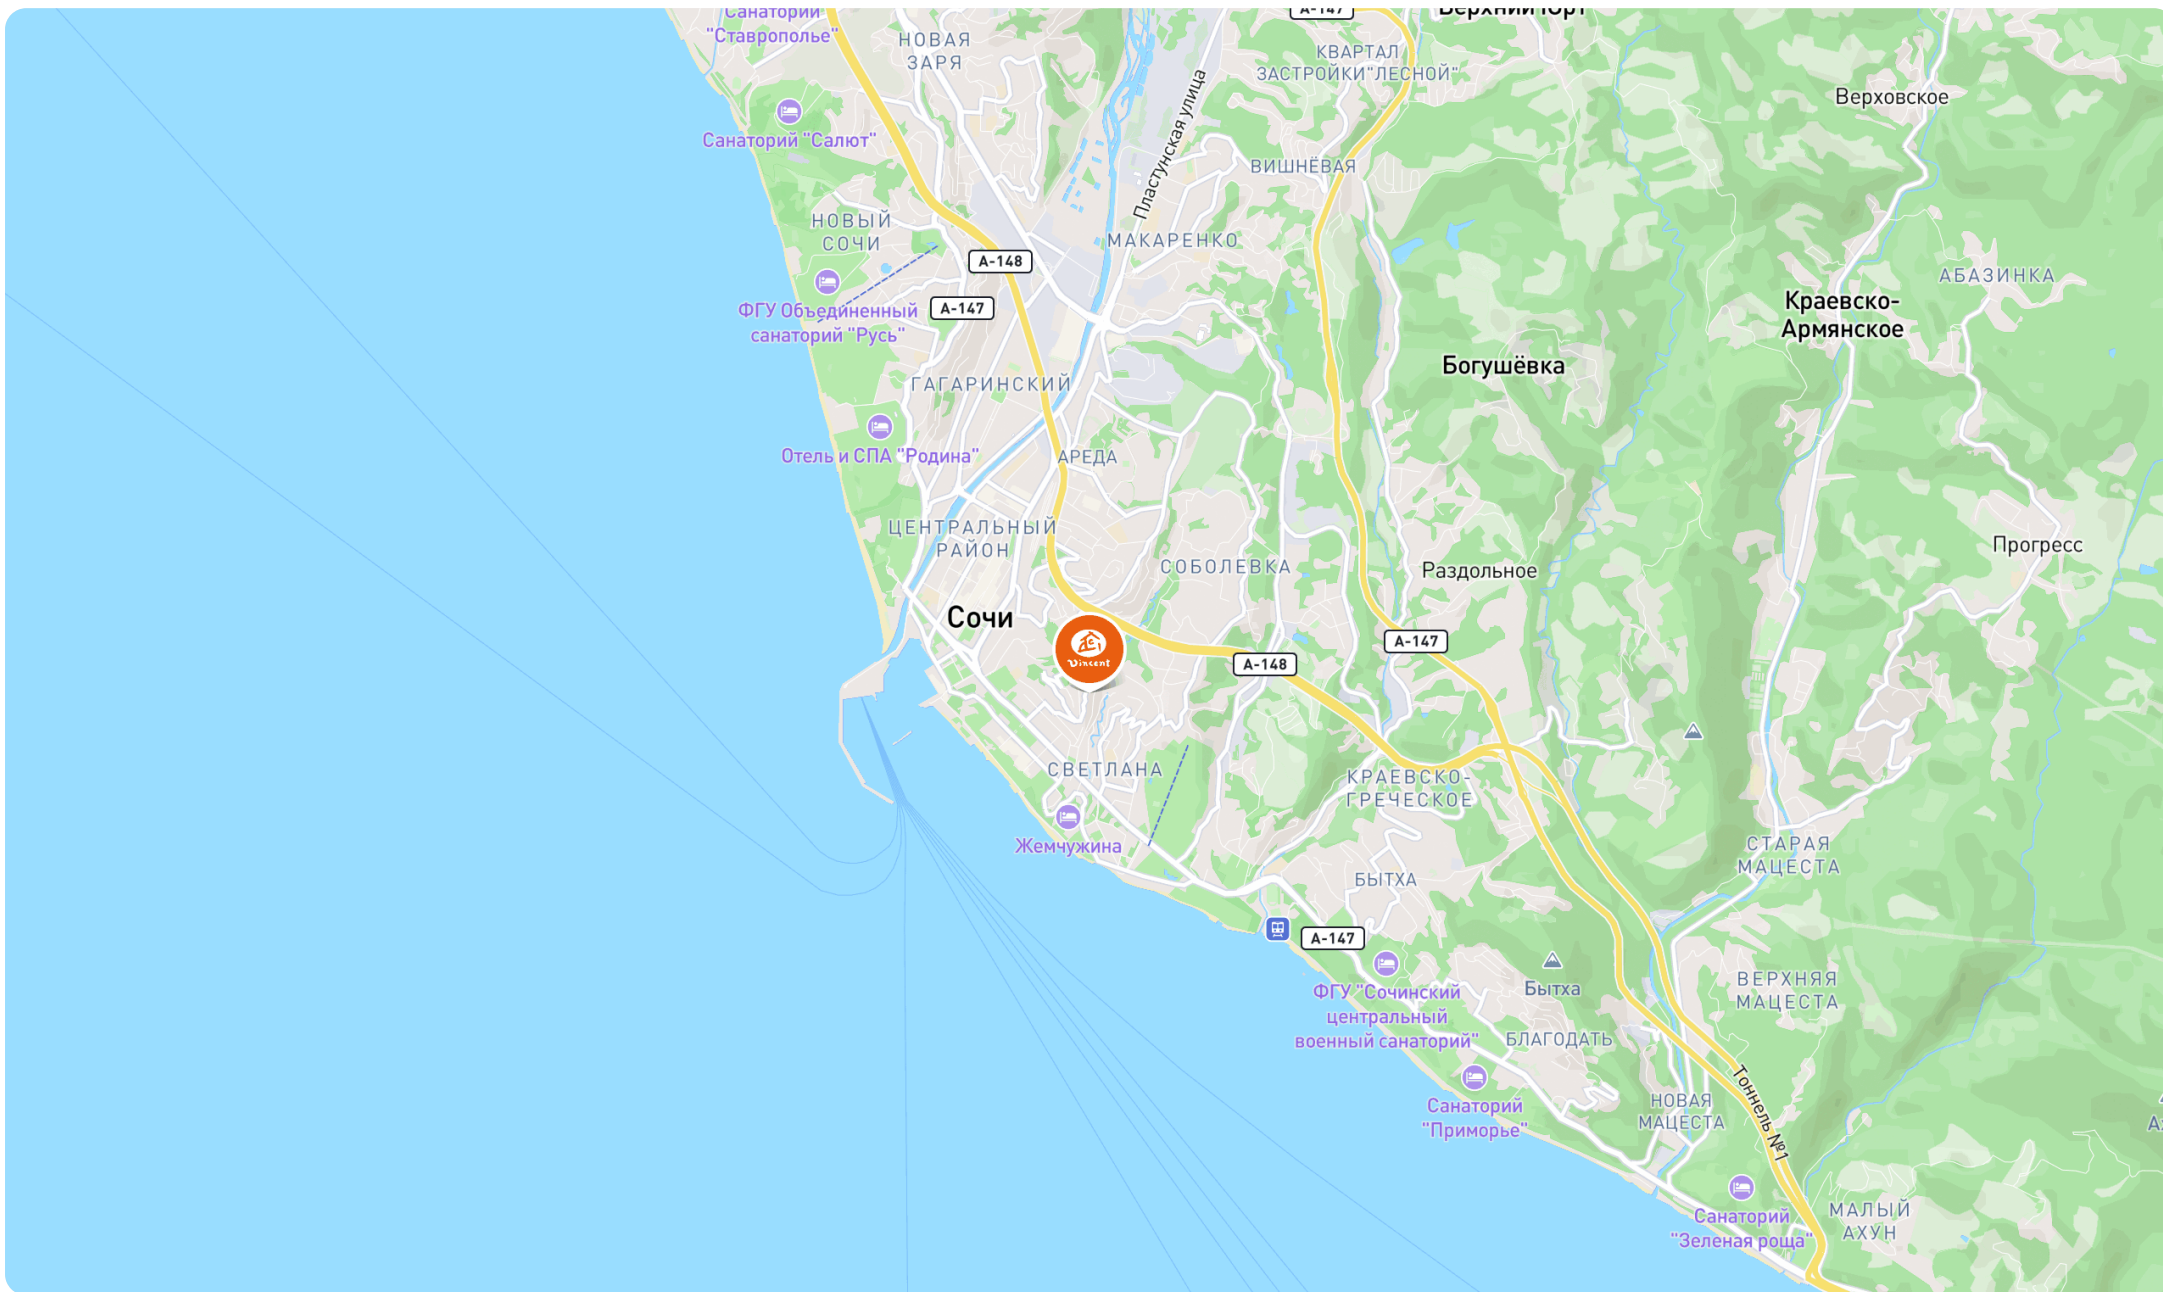 Санаторий
"Ставрополье"
А-147
Верхний Юрт
НОВАЯ
ЗАРЯ
КВАРТАЛ
ЗАСТРОЙКИ"ЛЕСНОЙ"
Верховское
Санаторий "Салют"
Пластунская улица
ВИШНЁВАЯ
НОВЫЙ
СОЧИ
МАКАРЕНКО
А-148
АБАЗИНКА
ФГУ Объединенный
санаторий "Русь"
А-147
Краевско-
Армянское
Богушёвка
ГАГАРИНСКИЙ
Отель и СПА "Родина"
АРЕДА
ЦЕНТРАЛЬНЫЙ
РАЙОН
Прогресс
СОБОЛЕВКА
Раздольное
Сочи
Vincent
А-147
А-148
СВЕТЛАНА
КРАЕВСКО-
ГРЕЧЕСКОЕ
Жемчужина
СТАРАЯ
МАЦЕСТА
БЫТХА
А-147
ФГУ "Сочинский
центральный
военный санаторий"
Бытха
ВЕРХНЯЯ
МАЦЕСТА
БЛАГОДАТЬ
Санаторий
"Приморье"
НОВАЯ
МАЦЕСТА
Тоннель №1
Санаторий
"Зеленая роща"
МАЛЫЙ
АХУН